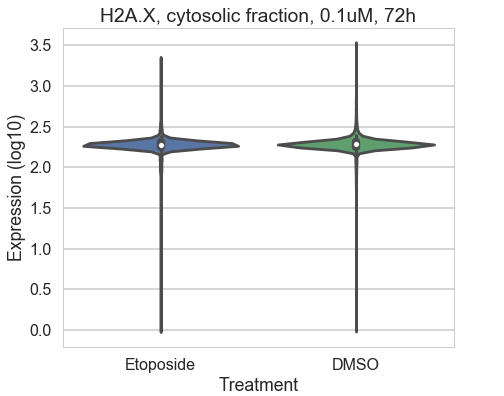 H2A.X, cytosolic fraction, 0.1uM, 72h
Expression (log10)
3.5
3.0
2.5
2.0
1.5
1.0
0.5
0.0
Etoposide DMSO
Treatment